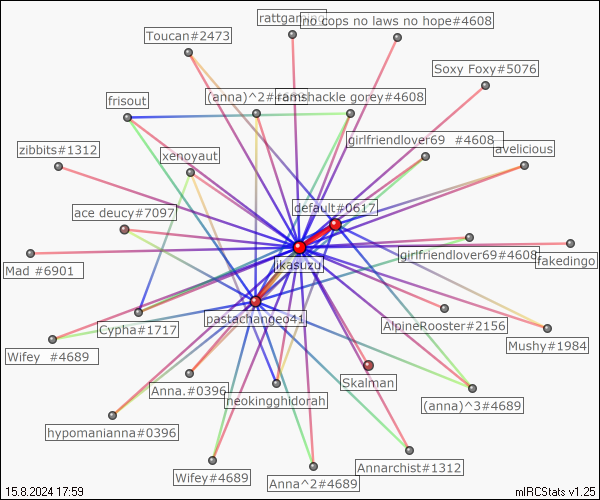 rattgaming
no cops no laws no hope#4608
Toucan#2473
Soxy Foxy#5076
(anna)^2#
ramshackle gorey#4608
frisout
girlfriendlover69 #4608
avelicious
zibbits#1312
xenoyaut
default#0617
ace deucy#7097
ikasuzu
girlfriendlover69#4608
fakedingo
Mad #6901
pastachangeo41
AlpineRooster#2156
Cypha#1717
Mushy#1984
Wifey #4689
Skalman
Anna.#0396
neokingghidorah
(anna)^3#4689
hypomanianna#0396
Annarchist#1312
Wifey#4689
Anna^2#4689
15.8.2024 17:59
mIRCStats v1.25